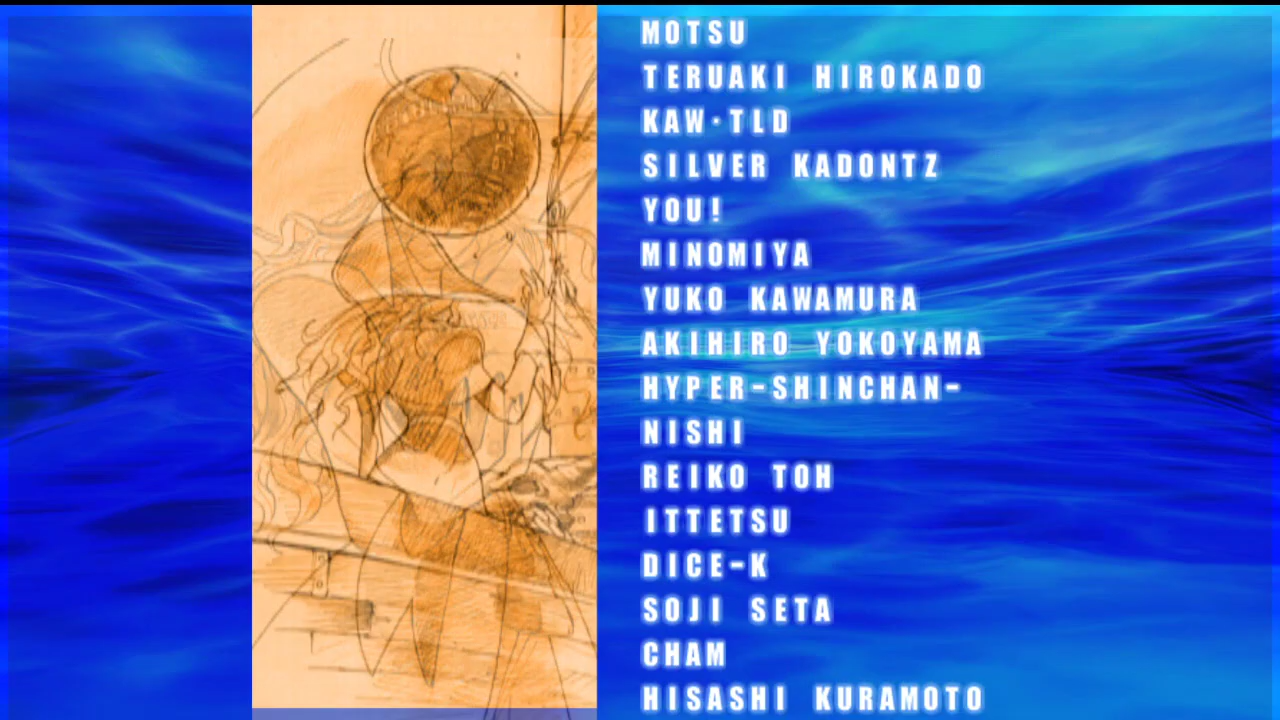 MOTSU
TERUAKI HIROKADO
KAW·TLD
SILVER KADONTZ
YOU!
MINOMIYA
YUKO KAWAMURA
AKIHIRO YOKOYAMA
HYPER-SHINCHAN-
NISHI
REIKO TOH
ITTETSU
DICE-K
SOJI SETA
CHAM
HISASHI KURAMOTO